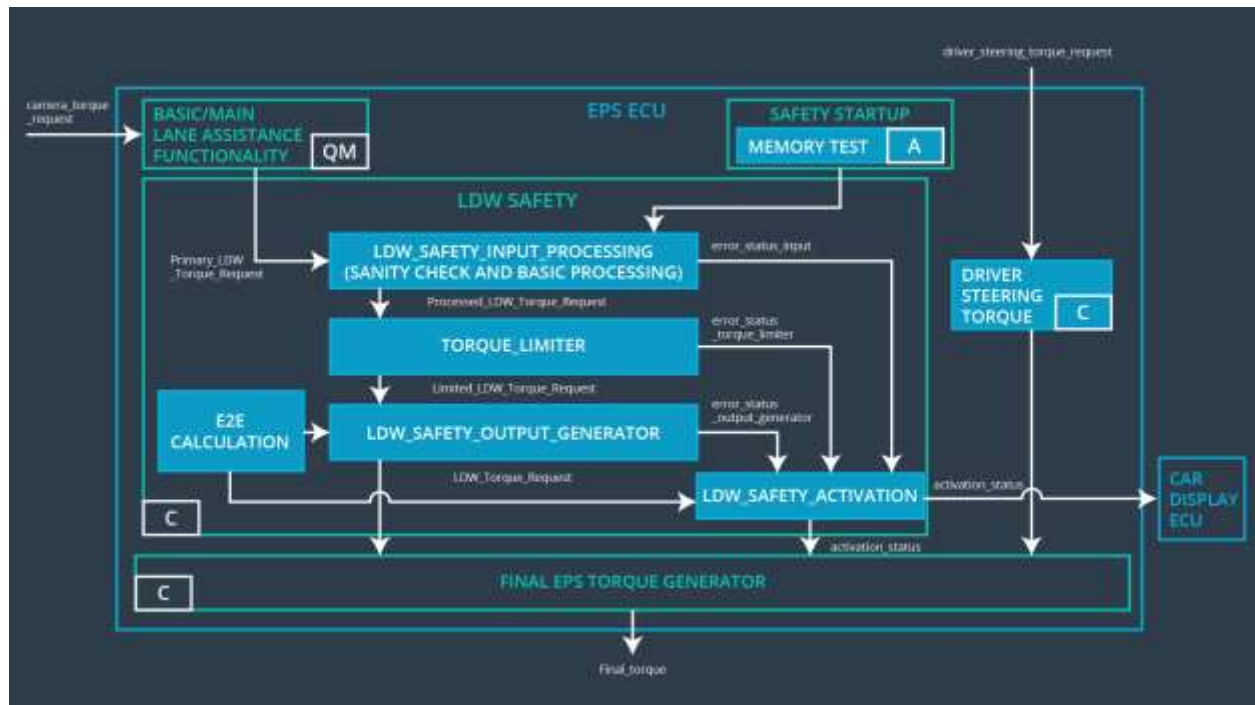 driver_steering_torque_request
camera_torque
_request
EPS ECU
BASIC/MAIN
LANE ASSISTANCE
FUNCTIONALITY
QM
SAFETY STARTUP
MEMORY TEST
A
LDW SAFETY
Primary_LDW
_Torque_Request
LDW_SAFETY_INPUT_PROCESSING
(SANITY CHECK AND BASIC PROCESSING)
error_status_input
DRIVER
STEERING
TORQUE
C
Processed_LDW_Torque_Request
TORQUE_LIMITER
error_status
_torque_limiter
Limited_LDW_Torque_Request
E2E
CALCULATION
LDW_SAFETY_OUTPUT_GENERATOR
error_status
_output_generator
LDW_Torque_Request
LDW_SAFETY_ACTIVATION
activation_status
CAR
DISPLAY
ECU
C
activation_status
FINAL EPS TORQUE GENERATOR
C
Final_torque